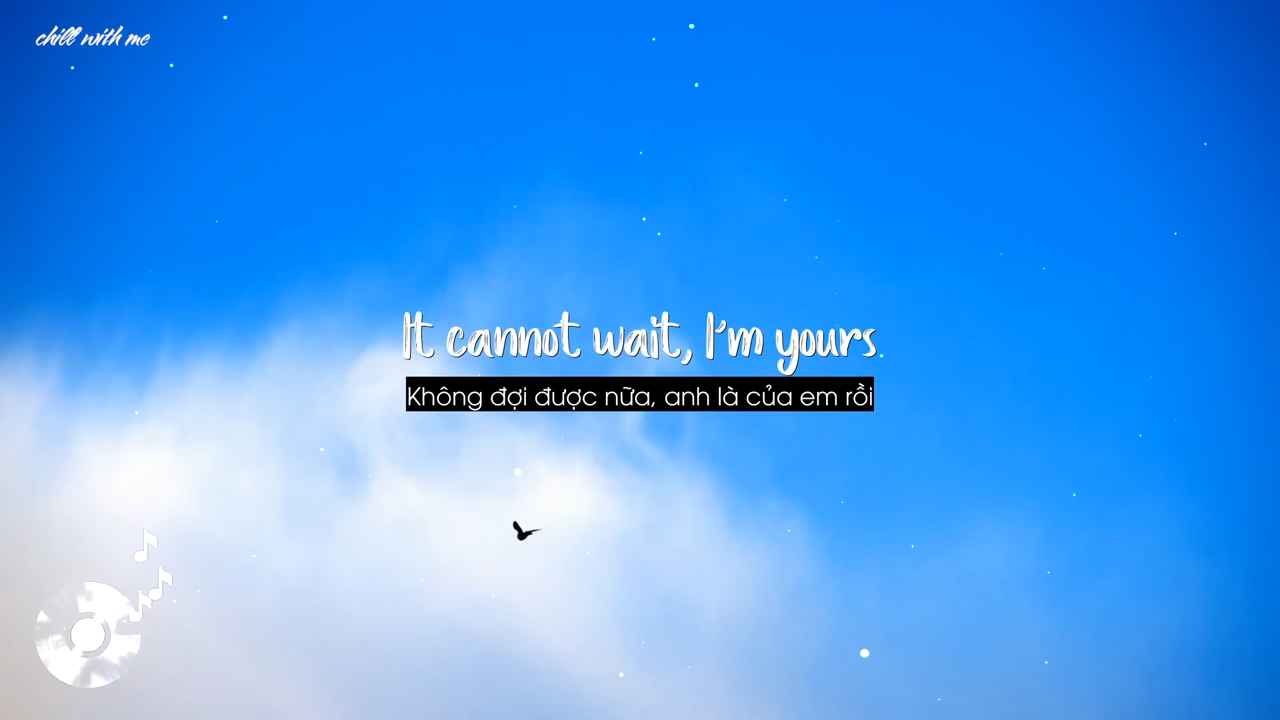 chill with me
It cannot wait, I'm yours.
Không đợi được nữa, anh là của em rồi